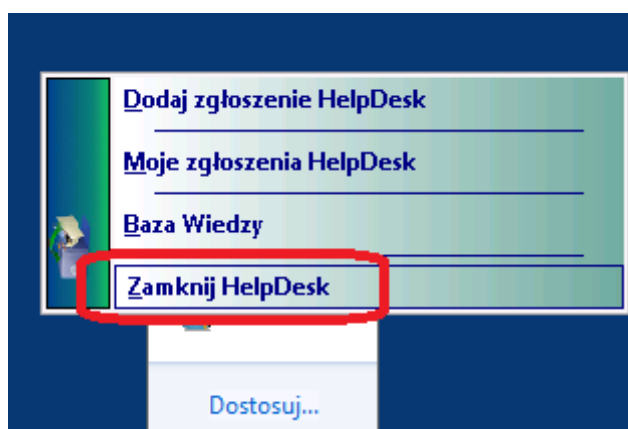 Dodaj zgłoszenie HelpDesk
Moje zgłoszenia HelpDesk
Baza Wiedzy
Zamknij HelpDesk
Dostosuj...